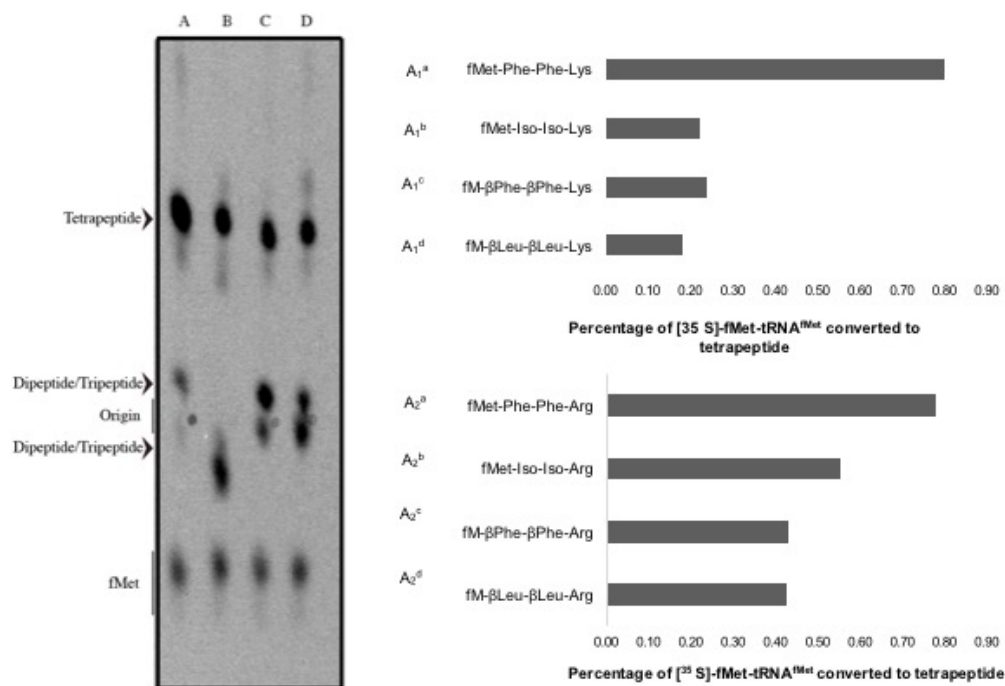 A B C D
Tetrapeptide
Dipeptide/Tripeptide
Origin
Dipeptide/Tripeptide
fMet
A₁ᵃ fMet-Phe-Phe-Lys
A₁ᵇ fMet-Iso-Iso-Lys
A₁ᶜ fM-βPhe-βPhe-Lys
A₁ᵈ fM-βLeu-βLeu-Lys
0.00 0.10 0.20 0.30 0.40 0.50 0.60 0.70 0.80 0.90
Percentage of [35 S]-fMet-tRNAᶠᴹᵉᵗ converted to
tetrapeptide
A₂ᵃ fMet-Phe-Phe-Arg
A₂ᵇ fMet-Iso-Iso-Arg
A₂ᶜ fM-βPhe-βPhe-Arg
A₂ᵈ fM-βLeu-βLeu-Arg
0.00 0.10 0.20 0.30 0.40 0.50 0.60 0.70 0.80 0.90
Percentage of [³⁵ S]-fMet-tRNAᶠᴹᵉᵗ converted to tetrapeptide